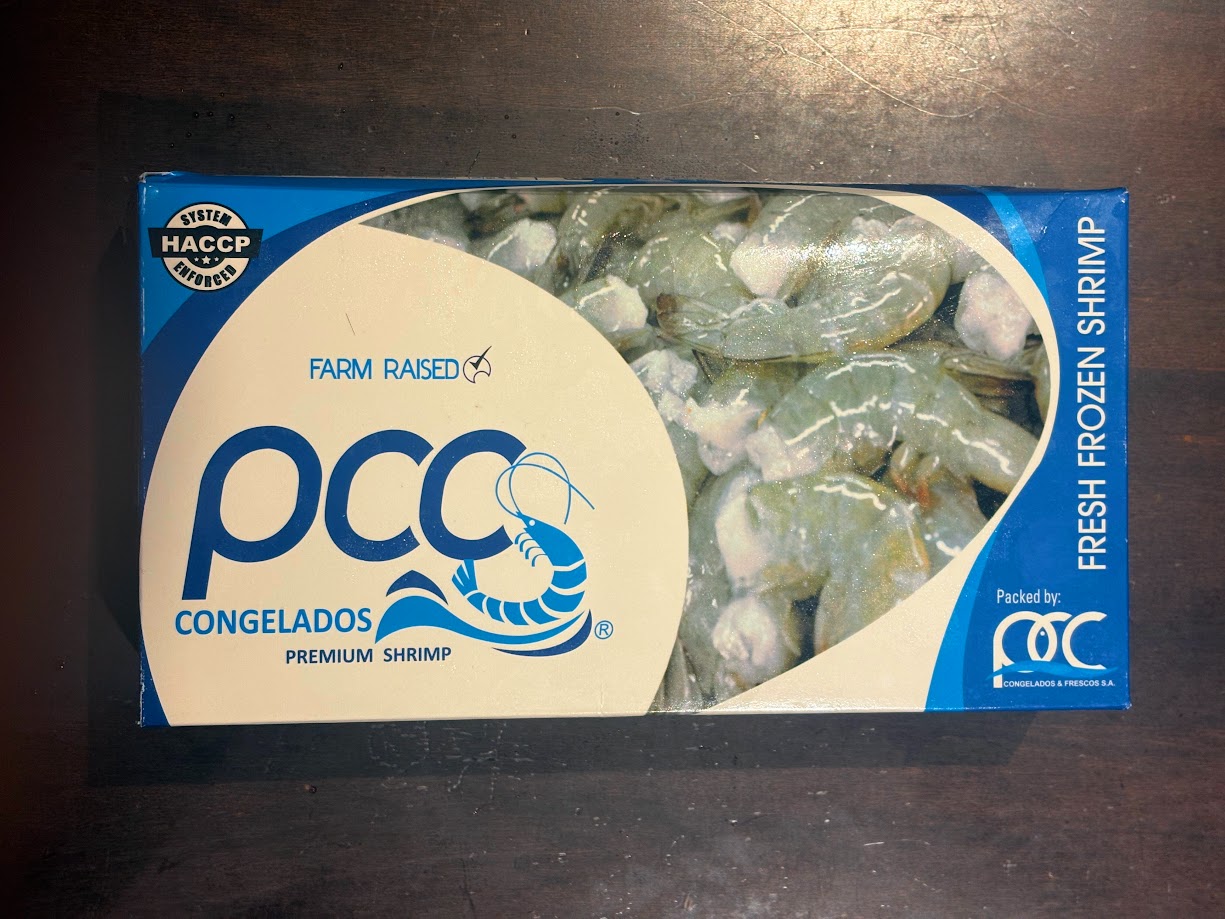 SYSTEM
HACCP
ENFORCED
FARM RAISED
pcc
CONGELADOS
®
PREMIUM SHRIMP
FRESH FROZEN SHRIMP
Packed by:
pcc
CONGELADOS & FRESCOS S.A.